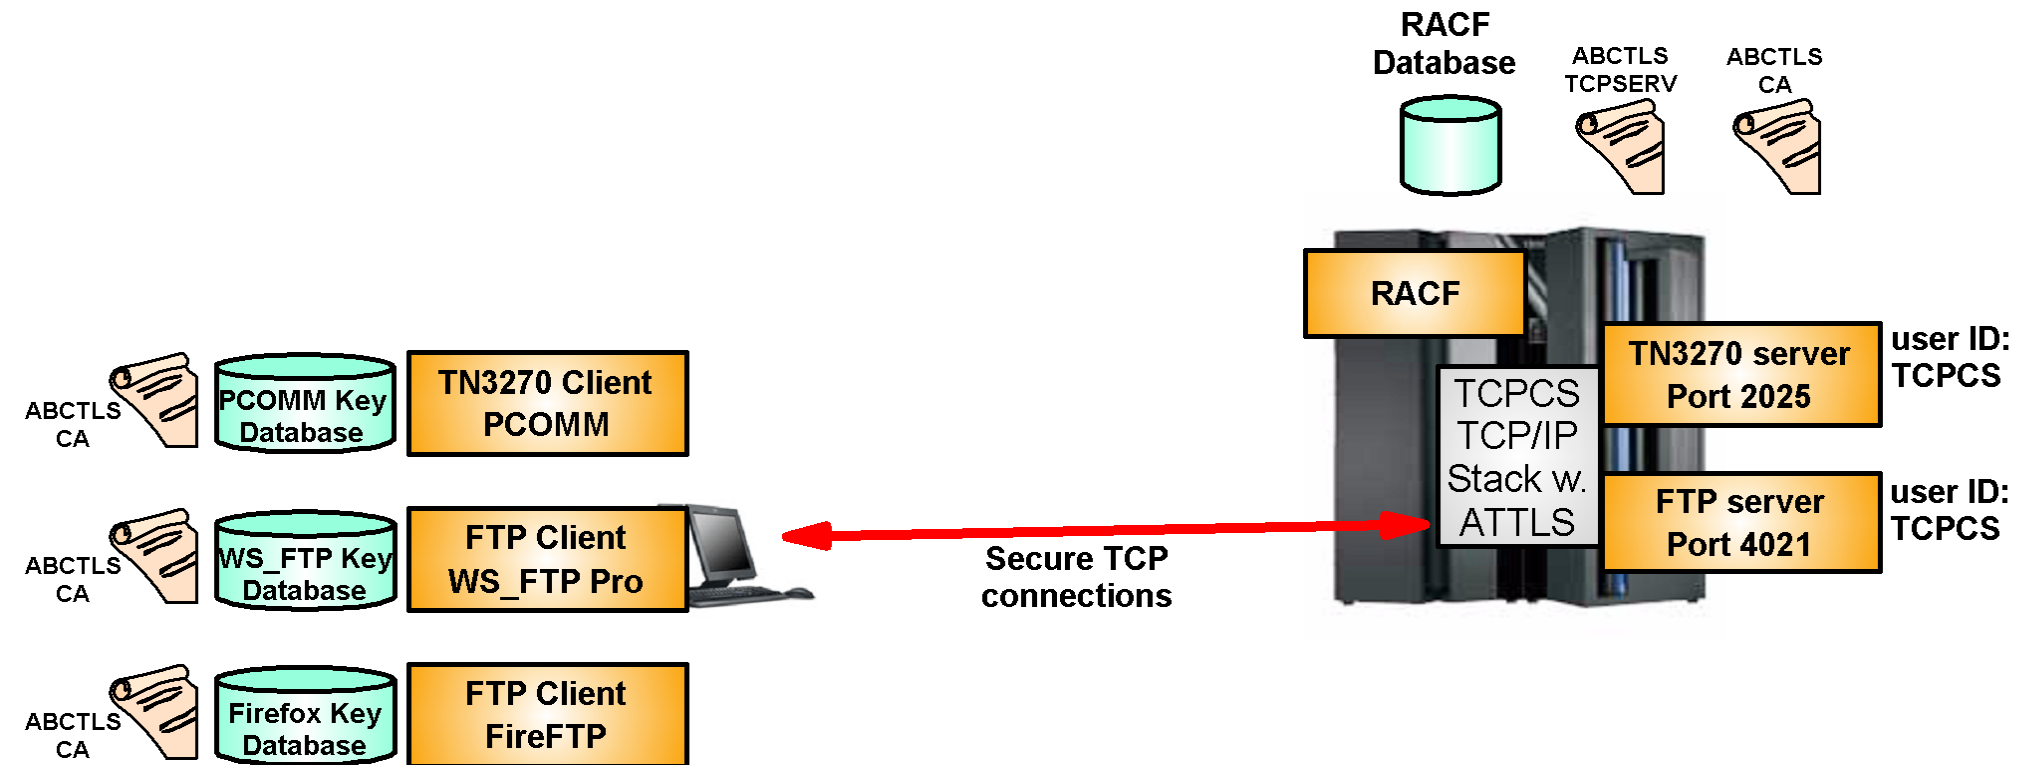 RACF
Database
ABCTLS
TCPSERV
ABCTLS
CA
RACF
TN3270 server
Port 2025
user ID:
TCPCS
TCPCS
TCP/IP
Stack w.
ATTLS
FTP server
Port 4021
user ID:
TCPCS
ABCTLS
CA
PCOMM Key
Database
TN3270 Client
PCOMM
ABCTLS
CA
WS_FTP Key
Database
FTP Client
WS_FTP Pro
Secure TCP
connections
ABCTLS
CA
Firefox Key
Database
FTP Client
FireFTP